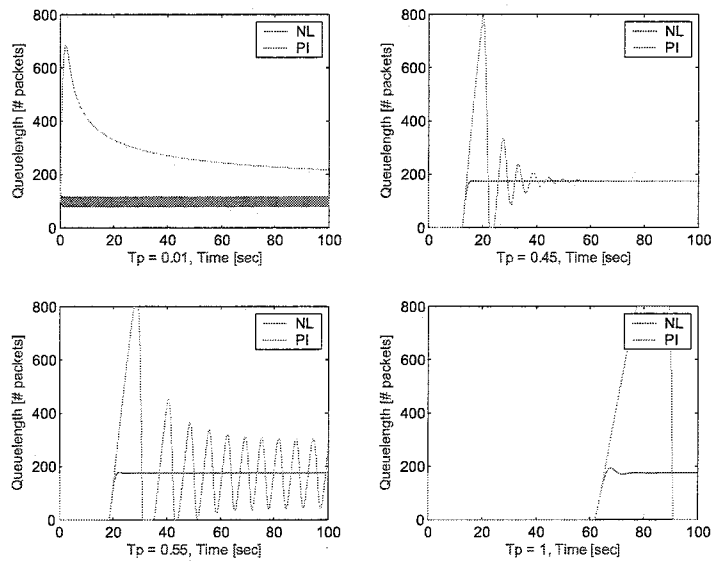 800
600
400
200
0
Queuelength [# packets]
NL
PI
0 20 40 60 80 100
Tp = 0.01, Time [sec]
800
600
400
200
0
Queuelength [# packets]
NL
PI
0 20 40 60 80 100
Tp = 0.45, Time [sec]
800
600
400
200
0
Queuelength [# packets]
NL
PI
0 20 40 60 80 100
Tp = 0.55, Time [sec]
800
600
400
200
0
Queuelength [# packets]
NL
PI
0 20 40 60 80 100
Tp = 1, Time [sec]